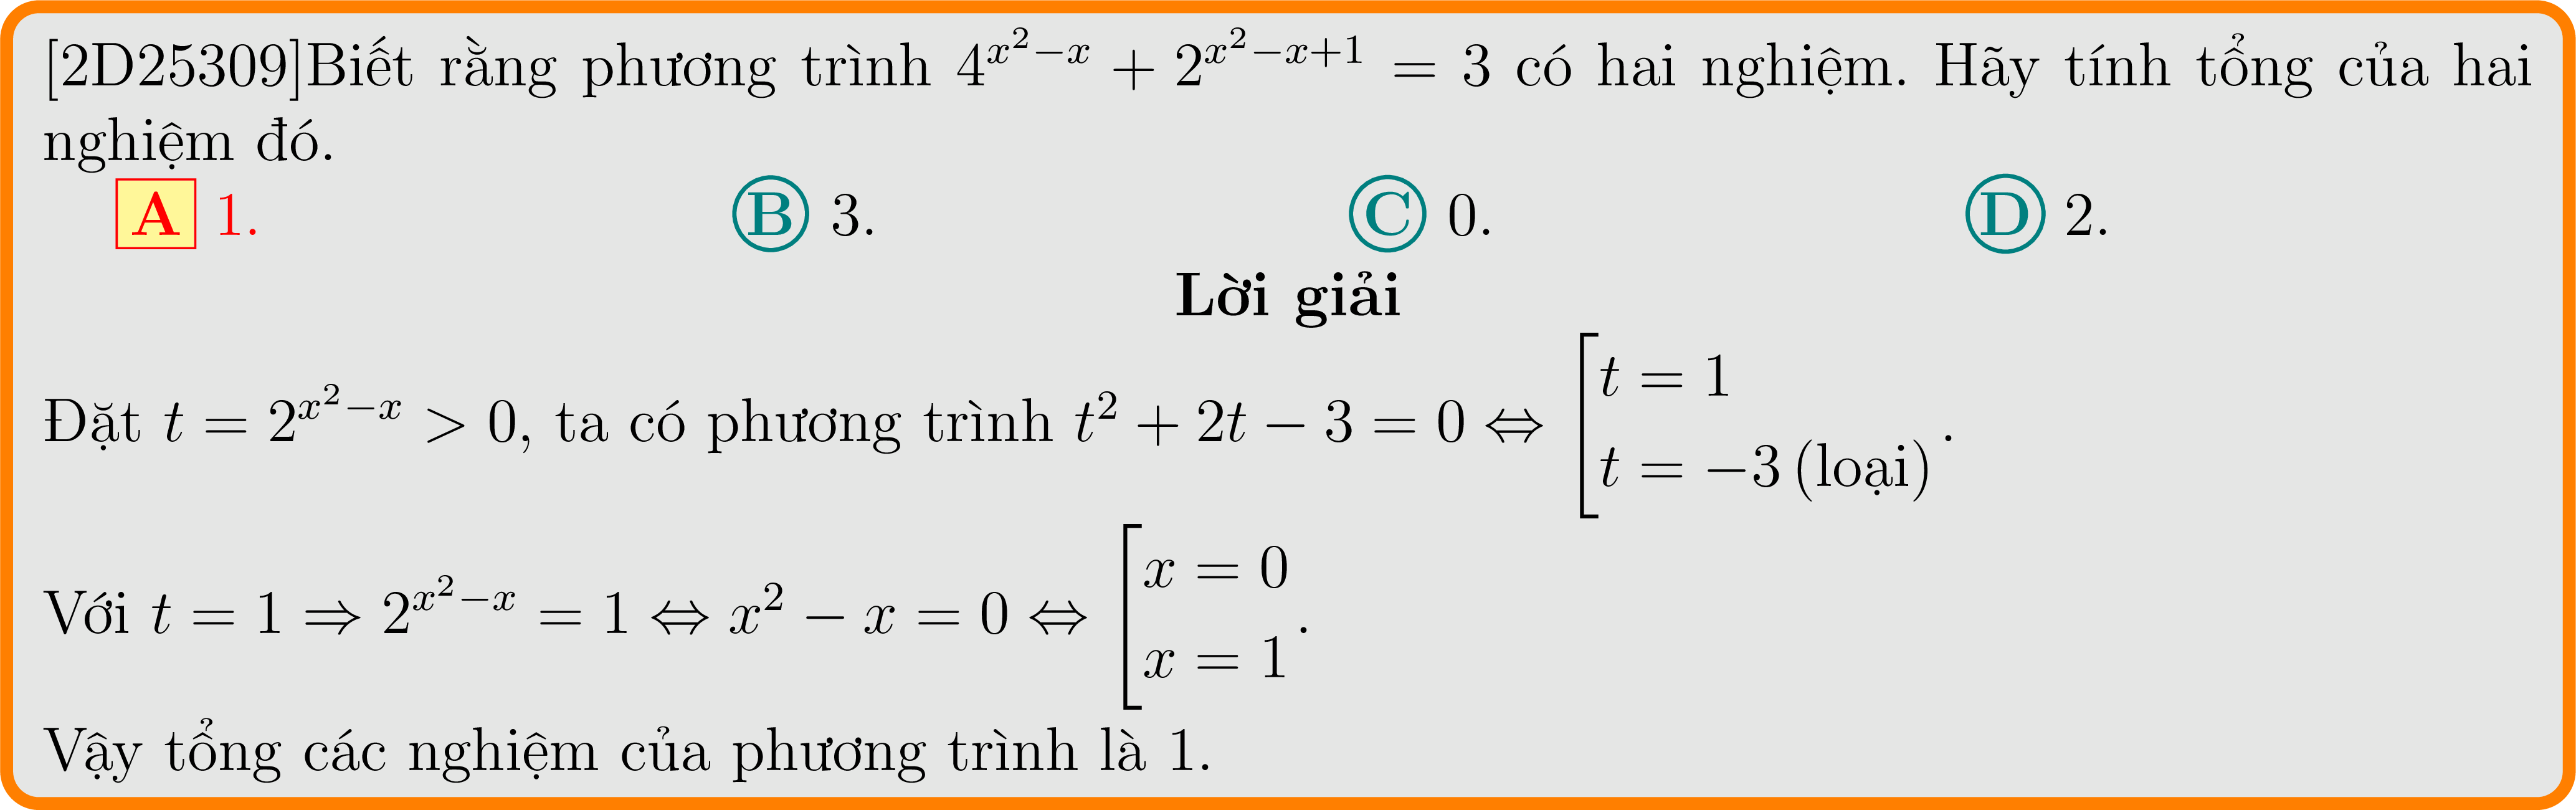 [2D25309]Biết rằng phương trình $4^{x^2-x} + 2^{x^2-x+1} = 3$ có hai nghiệm. Hãy tính tổng của hai
nghiệm đó.
A 1. B 3. C 0. D 2.
Lời giải
Đặt $t = 2^{x^2-x} > 0$, ta có phương trình $t^2 + 2t - 3 = 0 \Leftrightarrow \left[\begin{array}{l} t = 1 \\ t = -3 \text{ (loại)} \end{array}\right.$.
Với $t = 1 \Rightarrow 2^{x^2-x} = 1 \Leftrightarrow x^2 - x = 0 \Leftrightarrow \left[\begin{array}{l} x = 0 \\ x = 1 \end{array}\right.$.
Vậy tổng các nghiệm của phương trình là 1.